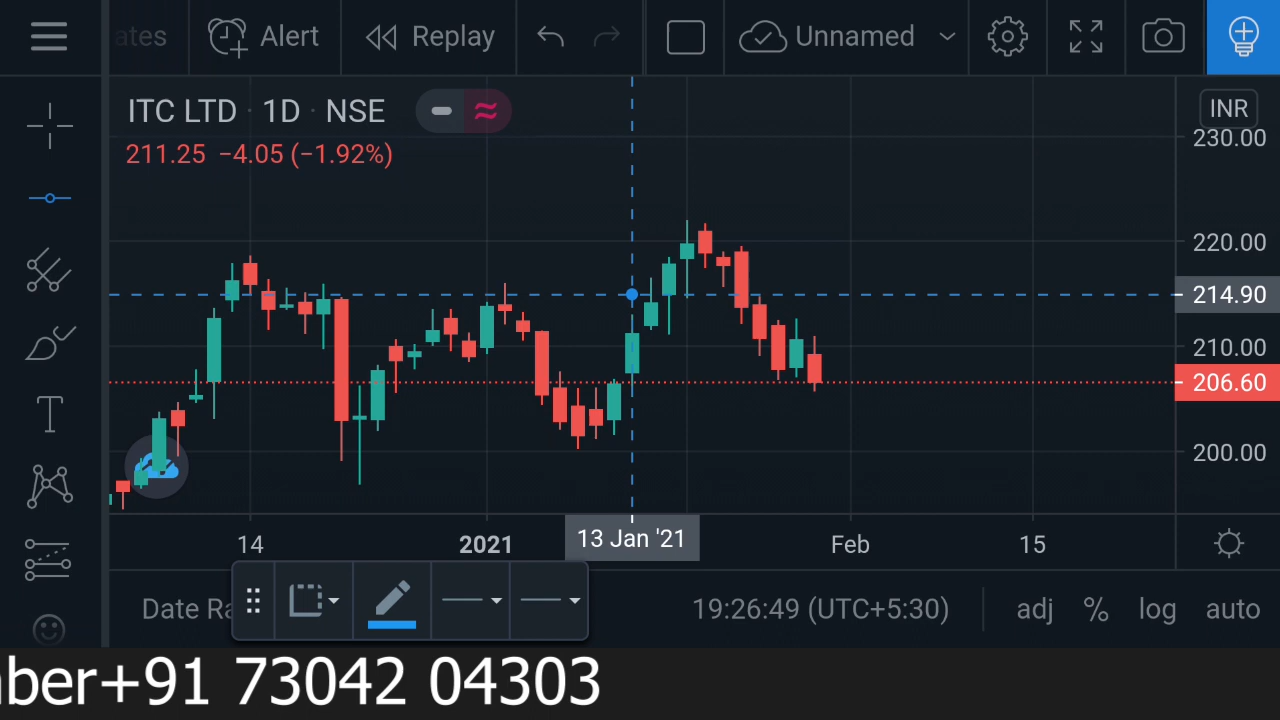 ates Alert Replay Unnamed
ITC LTD · 1D · NSE
INR
211.25 −4.05 (−1.92%)
230.00
220.00
214.90
210.00
206.60
200.00
T
14 2021 13 Jan '21 Feb 15
Date Ra 19:26:49 (UTC+5:30) adj % log auto
ber+91 73042 04303